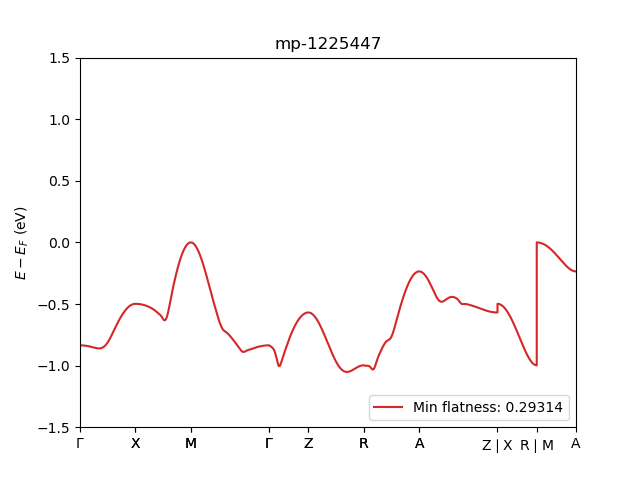 mp-1225447
E − E_F (eV)
1.5
1.0
0.5
0.0
−0.5
−1.0
−1.5
Min flatness: 0.29314
Γ X M Γ Z R A Z | X R | M A